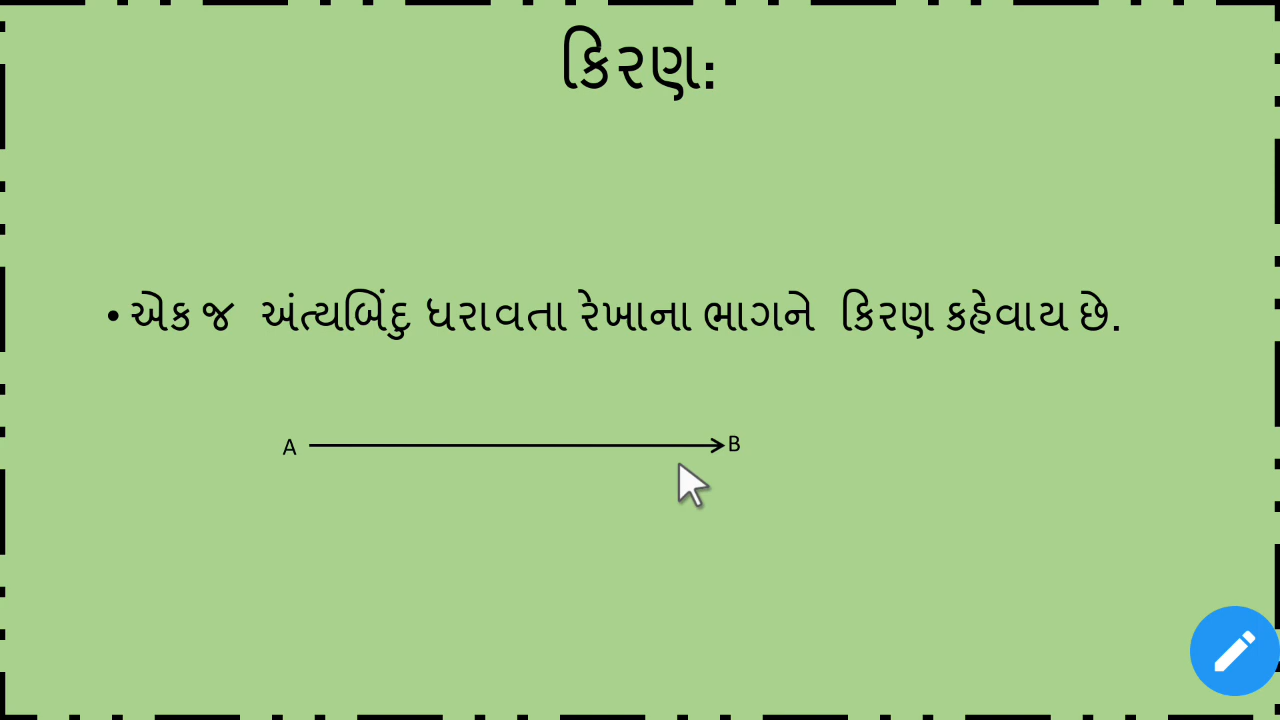 કિરણ:
• એક જ અંત્યબિંદુ ધરાવતા રેખાના ભાગને કિરણ કહેવાય છે.
A B